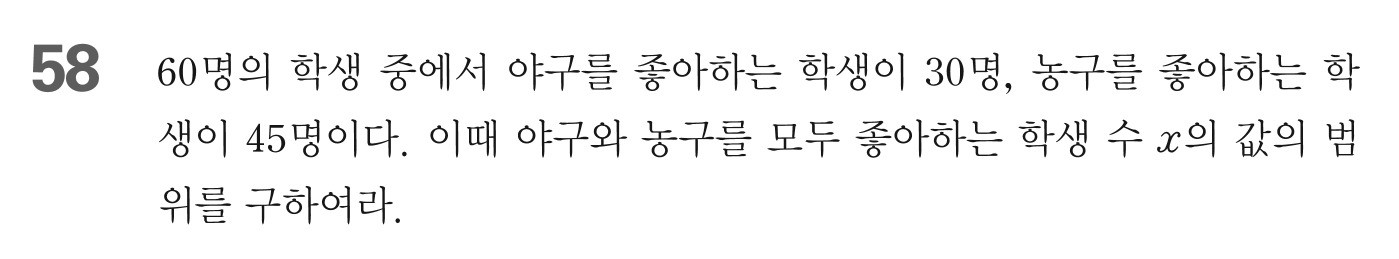 58 60명의 학생 중에서 야구를 좋아하는 학생이 30명, 농구를 좋아하는 학
생이 45명이다. 이때 야구와 농구를 모두 좋아하는 학생 수 x의 값의 범
위를 구하여라.